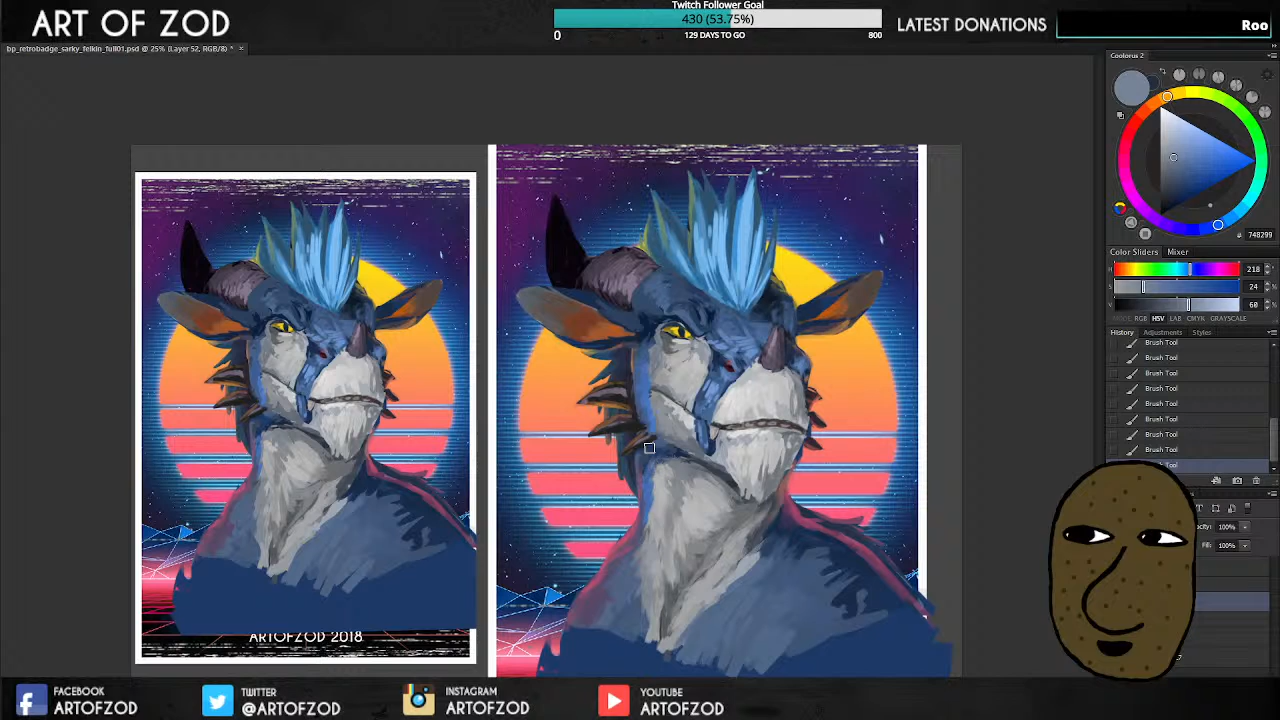 ART OF ZOD
Twitch Follower Goal
430 (53.75%)
0
129 DAYS TO GO
800
LATEST DONATIONS
Roo
bp_retrobadge_sarky_felkin_full01.psd @ 25% (Layer 52, RGB/8) *
Coolorus 2
748299
Color Sliders
Mixer
H
218
S
24
%
V
68
%
RGB
HSV
LAB
CMYK
GRAYSCALE
History
Adjustments
Styles
Brush Tool
Brush Tool
Brush Tool
Brush Tool
Brush Tool
Brush Tool
Brush Tool
Brush Tool
Tool
100%
Fill:
100%
ARTOFZOD 2018
FACEBOOK
ARTOFZOD
TWITTER
@ARTOFZOD
INSTAGRAM
ARTOFZOD
YOUTUBE
ARTOFZOD